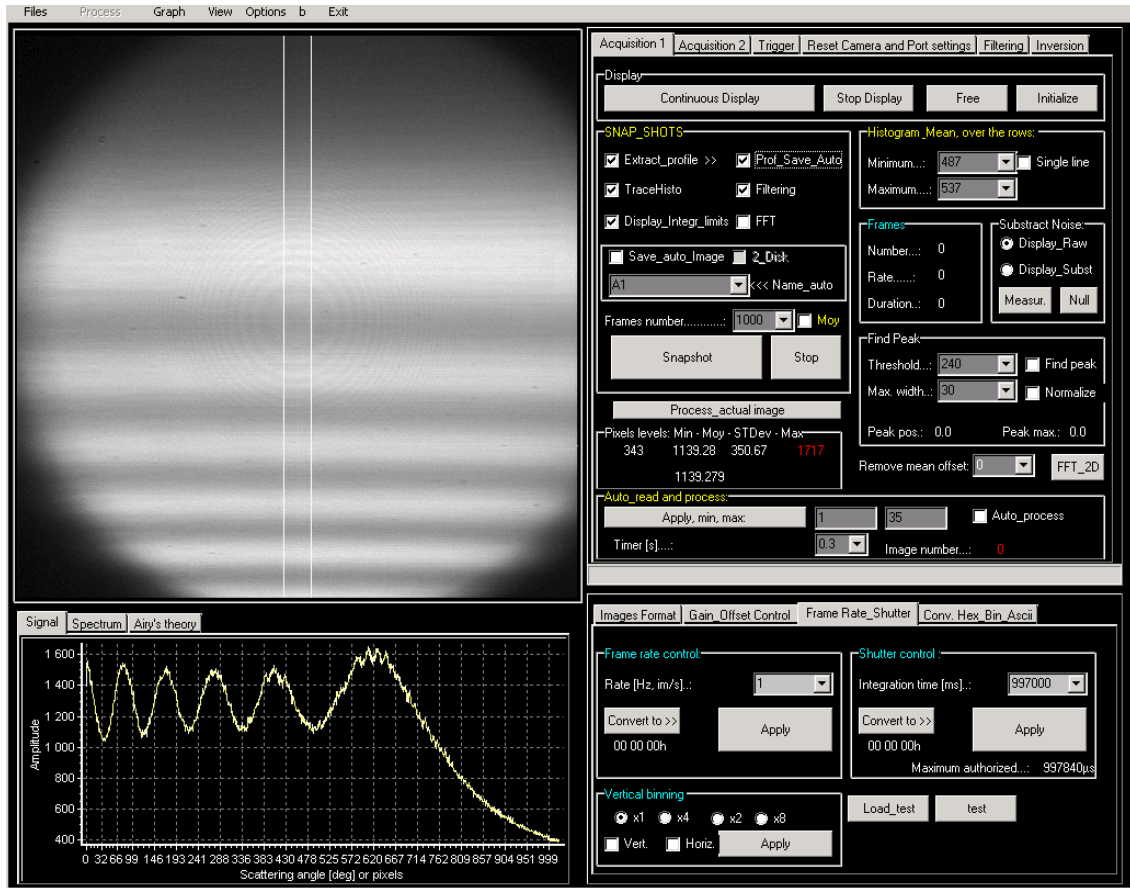 Files Process Graph View Options b Exit
Acquisition 1 Acquisition 2 Trigger Reset Camera and Port settings Filtering Inversion
Display
Continuous Display Stop Display Free Initialize
SNAP_SHOTS
Extract_profile >> Prof_Save_Auto
TraceHisto Filtering
Display_Integr_limits FFT
Save_auto_Image 2_Disk
A1 <<< Name_auto
Frames number............: 1000 Moy
Snapshot Stop
Histogram_Mean, over the rows:
Minimum...: 487 Single line
Maximum....: 537
Frames
Number...: 0
Rate......: 0
Duration..: 0
Substract Noise:
Display_Raw
Display_Subst
Measur. Null
Find Peak
Threshold...: 240 Find peak
Max. width..: 30 Normalize
Peak pos.: 0.0 Peak max.: 0.0
Process_actual image
Pixels levels: Min - Moy - STDev - Max
343 1139.28 350.67 1717
1139.279
Remove mean offset: 0 FFT_2D
Auto_read and process:
Apply, min, max: 1 35 Auto_process
Timer [s]....: 0.3 Image number...: 0
Signal Spectrum Airy's theory
1 600
1 400
1 200
1 000
800
600
400
Amplitude
0 32 66 99 146 193 241 288 336 383 430 478 525 572 620 667 714 762 809 857 904 951 999
Scattering angle [deg] or pixels
Images Format Gain_Offset Control Frame Rate_Shutter Conv. Hex_Bin_Ascii
Frame rate control:
Rate [Hz, im/s]..: 1
Convert to >> Apply
00 00 00h
Shutter control :
Integration time [ms]..: 997000
Convert to >> Apply
00 00 00h
Maximum authorized...: 997840µs
Vertical binning
x1 x4 x2 x8
Vert. Horiz. Apply
Load_test test